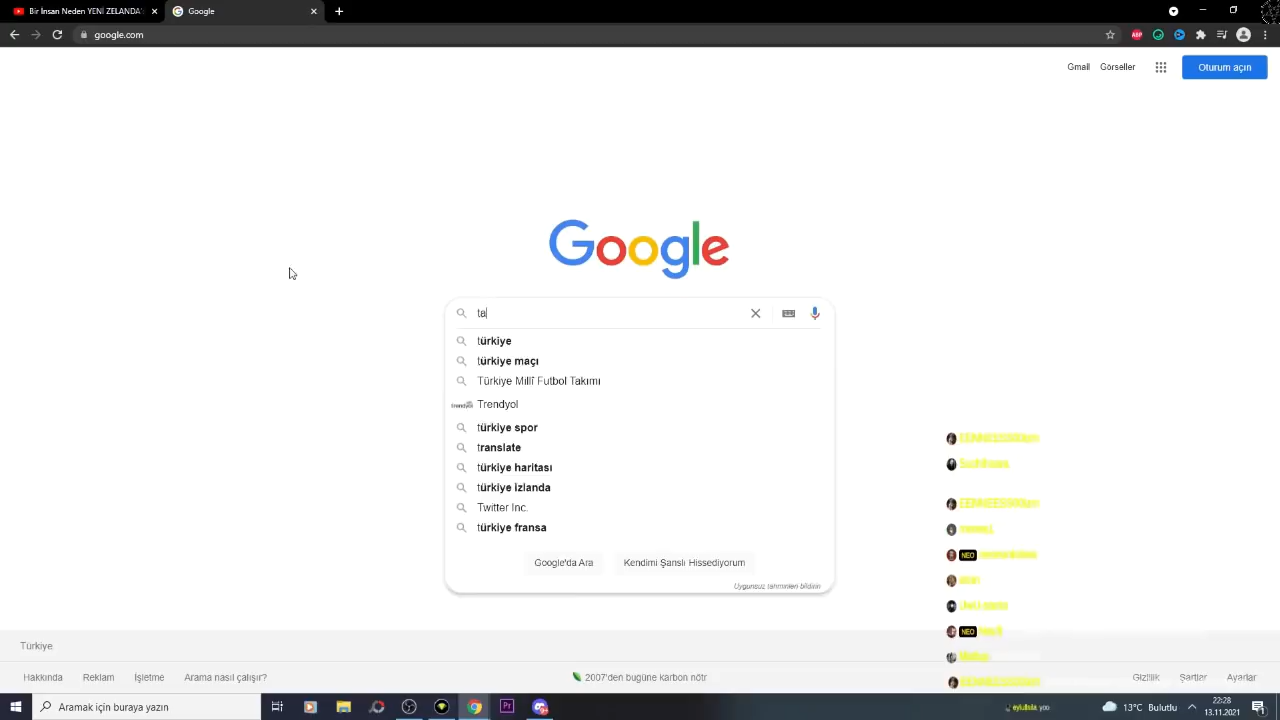 Bir İnsan Neden YENİ ZELANDA'
Google
google.com
Gmail Görseller Oturum açın
Google
ta
türkiye
türkiye maçı
Türkiye Millî Futbol Takımı
Trendyol Trendyol
türkiye spor
translate
türkiye haritası
türkiye izlanda
Twitter Inc.
türkiye fransa
Google'da Ara Kendimi Şanslı Hissediyorum
Uygunsuz tahminleri bildirin
NEO
NEO
Türkiye
Hakkında Reklam İşletme Arama nasıl çalışır? 2007'den bugüne karbon nötr Gizlilik Şartlar Ayarlar
Aramak için buraya yazın
13°C Bulutlu
22:28
13.11.2021